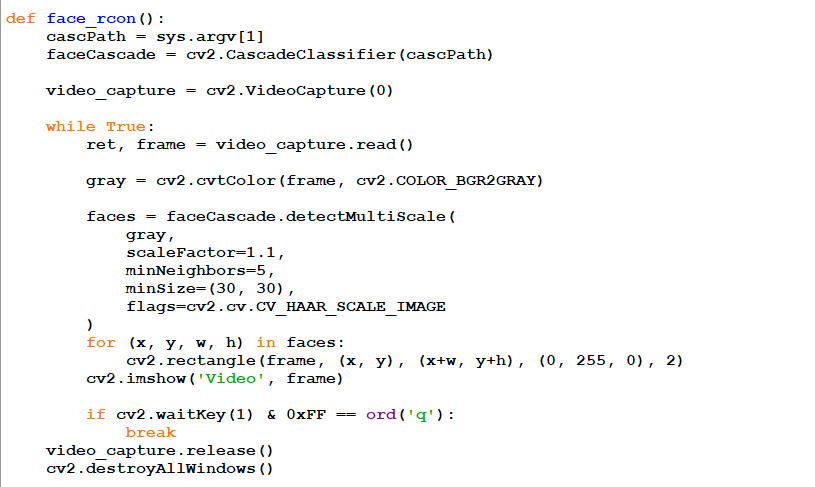 def face_rcon():
    cascPath = sys.argv[1]
    faceCascade = cv2.CascadeClassifier(cascPath)

    video_capture = cv2.VideoCapture(0)

    while True:
        ret, frame = video_capture.read()

        gray = cv2.cvtColor(frame, cv2.COLOR_BGR2GRAY)

        faces = faceCascade.detectMultiScale(
            gray,
            scaleFactor=1.1,
            minNeighbors=5,
            minSize=(30, 30),
            flags=cv2.cv.CV_HAAR_SCALE_IMAGE
        )
        for (x, y, w, h) in faces:
            cv2.rectangle(frame, (x, y), (x+w, y+h), (0, 255, 0), 2)
        cv2.imshow('Video', frame)

        if cv2.waitKey(1) & 0xFF == ord('q'):
            break
    video_capture.release()
    cv2.destroyAllWindows()